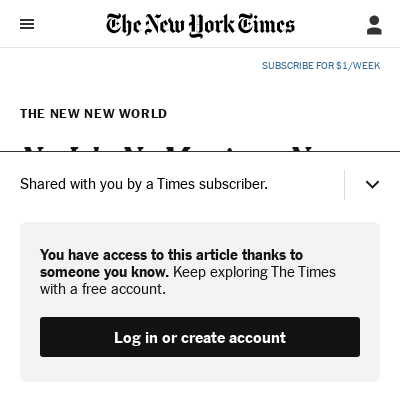 The New York Times
SUBSCRIBE FOR $1/WEEK
THE NEW NEW WORLD
Shared with you by a Times subscriber.
You have access to this article thanks to
someone you know. Keep exploring The Times
with a free account.
Log in or create account